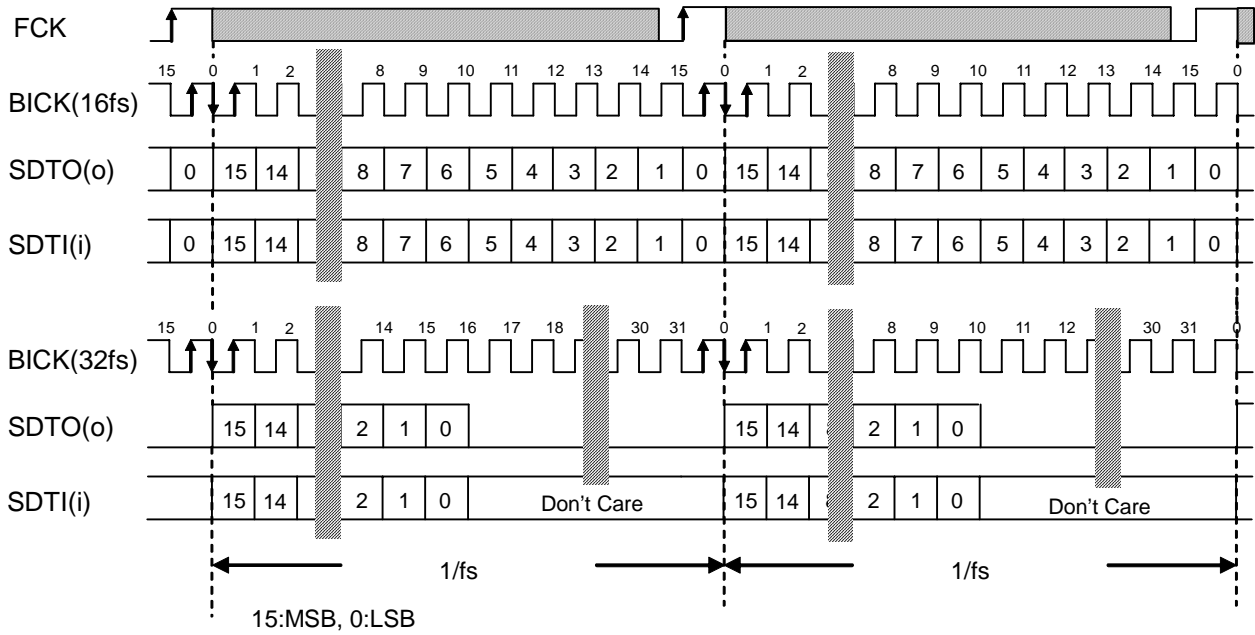 FCK
15 0 1 2 8 9 10 11 12 13 14 15 0 1 2 8 9 10 11 12 13 14 15 0
BICK(16fs)
SDTO(o) 0 15 14 8 7 6 5 4 3 2 1 0 15 14 8 7 6 5 4 3 2 1 0
SDTI(i) 0 15 14 8 7 6 5 4 3 2 1 0 15 14 8 7 6 5 4 3 2 1 0
15 0 1 2 14 15 16 17 18 30 31 0 1 2 8 9 10 11 12 30 31 0
BICK(32fs)
SDTO(o) 15 14 2 1 0 15 14 2 1 0
SDTI(i) 15 14 2 1 0 Don't Care 15 14 2 1 0 Don't Care
1/fs 1/fs
15:MSB, 0:LSB